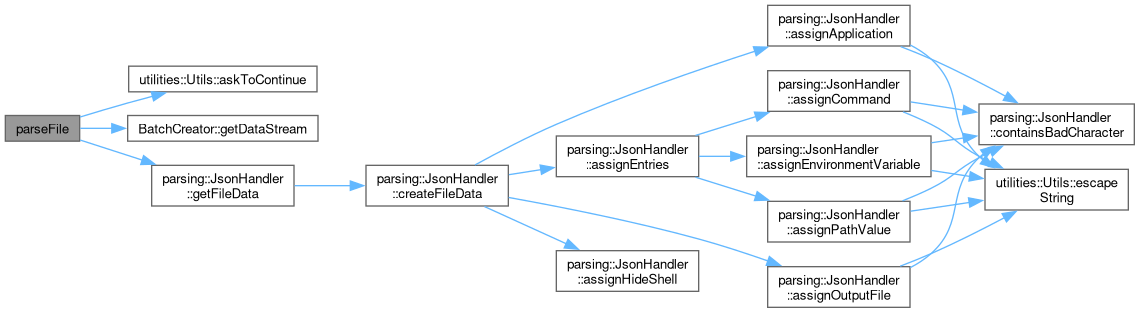 parseFile
utilities::Utils::askToContinue
BatchCreator::getDataStream
parsing::JsonHandler
::getFileData
parsing::JsonHandler
::createFileData
parsing::JsonHandler
::assignApplication
parsing::JsonHandler
::assignEntries
parsing::JsonHandler
::assignHideShell
parsing::JsonHandler
::assignCommand
parsing::JsonHandler
::assignEnvironmentVariable
parsing::JsonHandler
::assignPathValue
parsing::JsonHandler
::assignOutputFile
parsing::JsonHandler
::containsBadCharacter
utilities::Utils::escape
String